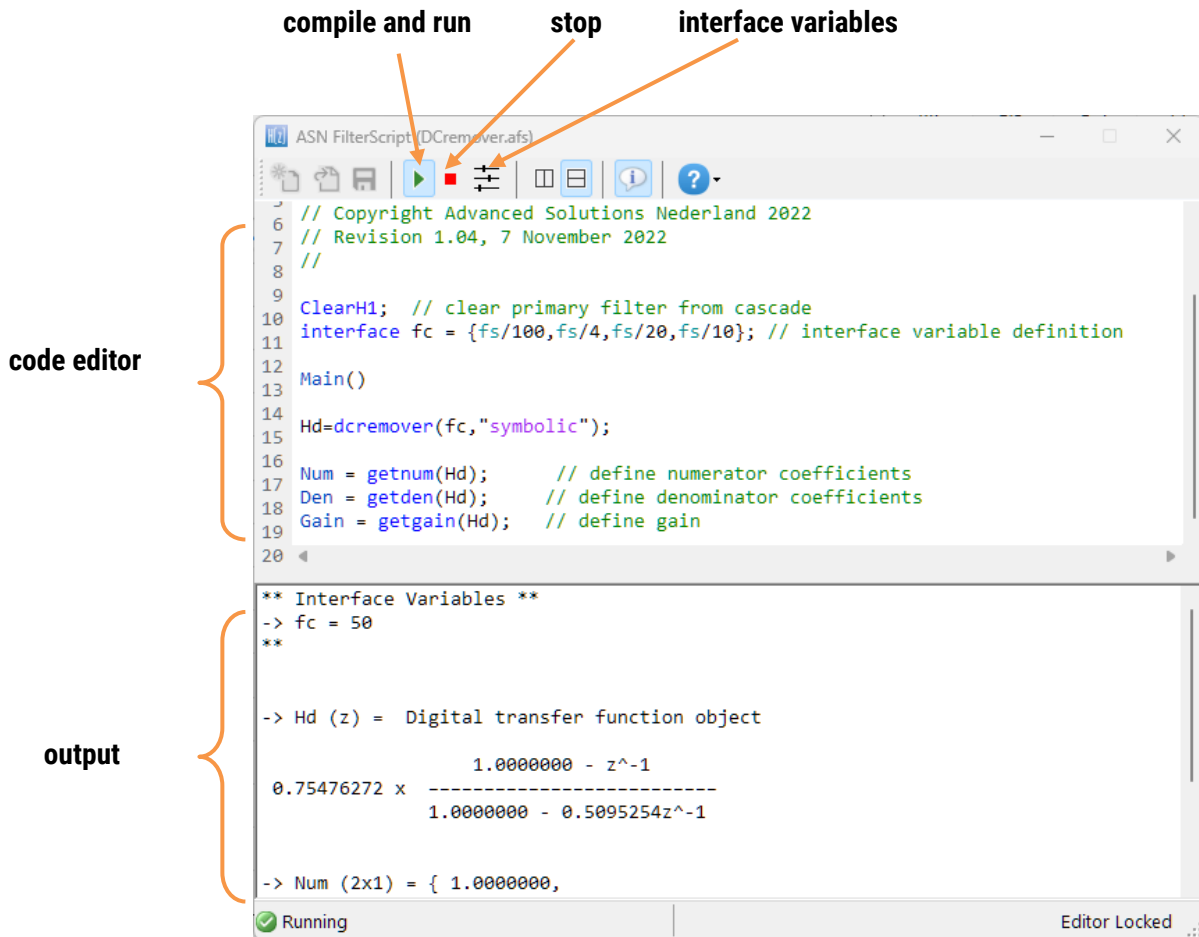 compile and run stop interface variables
ASN FilterScript (DCremover.afs)
5
6 // Copyright Advanced Solutions Nederland 2022
7 // Revision 1.04, 7 November 2022
8 //
9
10 ClearH1;  // clear primary filter from cascade
11 interface fc = {fs/100,fs/4,fs/20,fs/10}; // interface variable definition
12
13 Main()
14
15 Hd=dcremover(fc,"symbolic");
16
17 Num = getnum(Hd);      // define numerator coefficients
18 Den = getden(Hd);     // define denominator coefficients
19 Gain = getgain(Hd);   // define gain
20
code editor
** Interface Variables **
-> fc = 50
**
-> Hd (z) =  Digital transfer function object
1.0000000 - z^-1
0.75476272 x  --------------------------
1.0000000 - 0.5095254z^-1
-> Num (2x1) = { 1.0000000,
output
Running Editor Locked